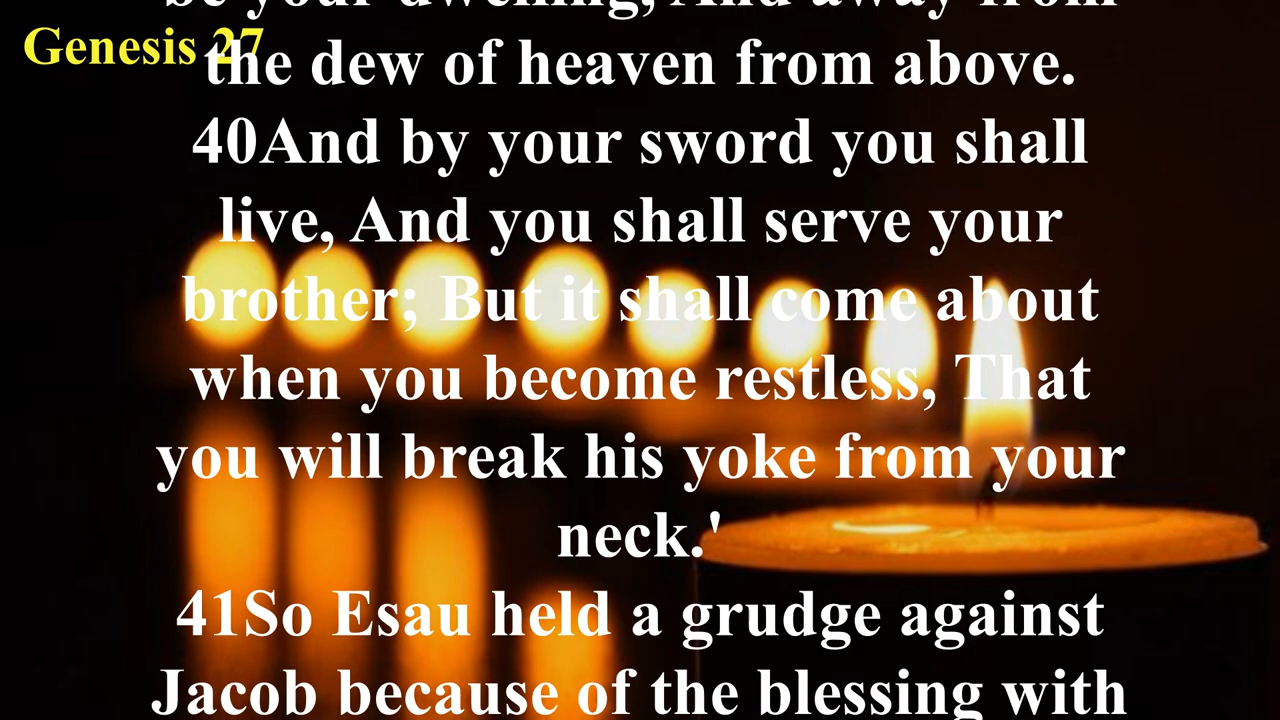 be your dwelling, And away from
Genesis 27
the dew of heaven from above.
40And by your sword you shall
live, And you shall serve your
brother; But it shall come about
when you become restless, That
you will break his yoke from your
neck.'
41So Esau held a grudge against
Jacob because of the blessing with